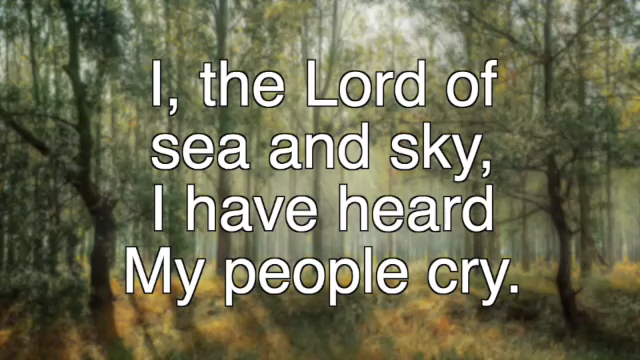 I, the Lord of
sea and sky,
I have heard
My people cry.